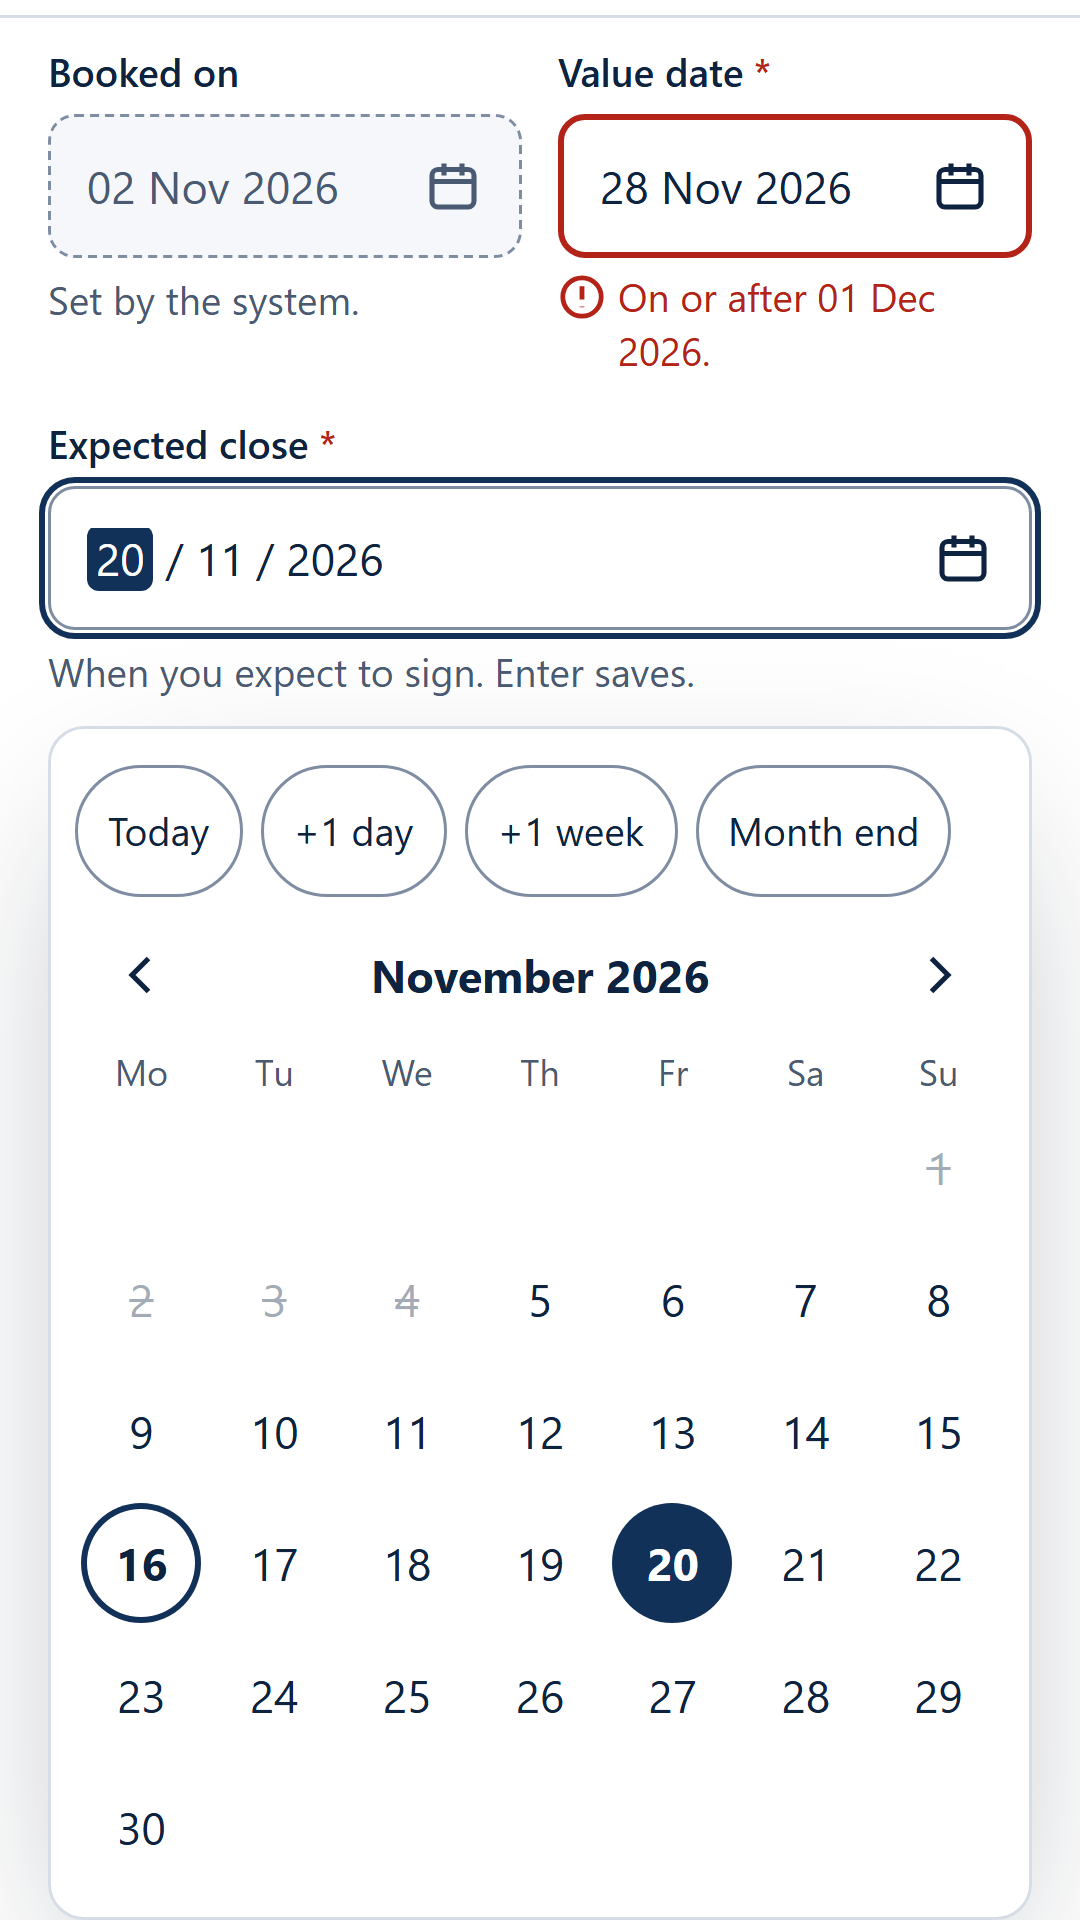 Booked on
Value date *
02 Nov 2026
28 Nov 2026
Set by the system.
On or after 01 Dec
2026.
Expected close *
20 / 11 / 2026
When you expect to sign. Enter saves.
Today
+1 day
+1 week
Month end
November 2026
Mo Tu We Th Fr Sa Su
1
2 3 4 5 6 7 8
9 10 11 12 13 14 15
16 17 18 19 20 21 22
23 24 25 26 27 28 29
30